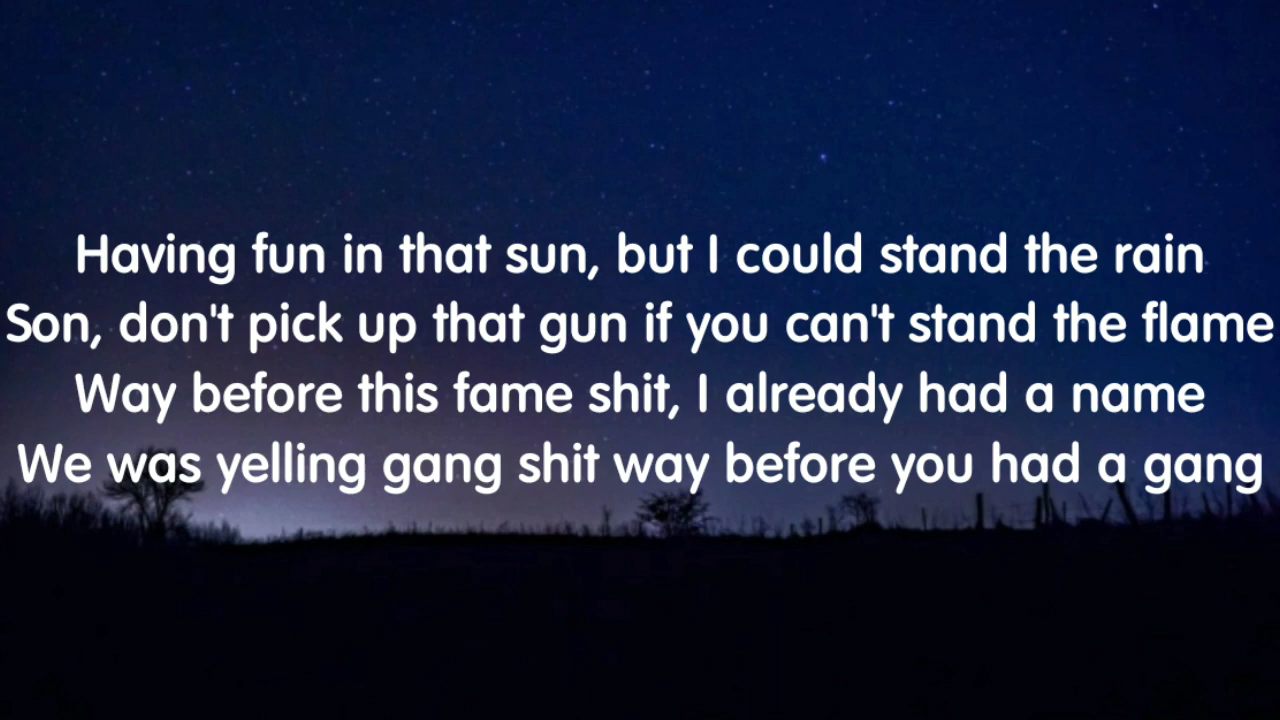 Having fun in that sun, but I could stand the rain
Son, don't pick up that gun if you can't stand the flame
Way before this fame shit, I already had a name
We was yelling gang shit way before you had a gang